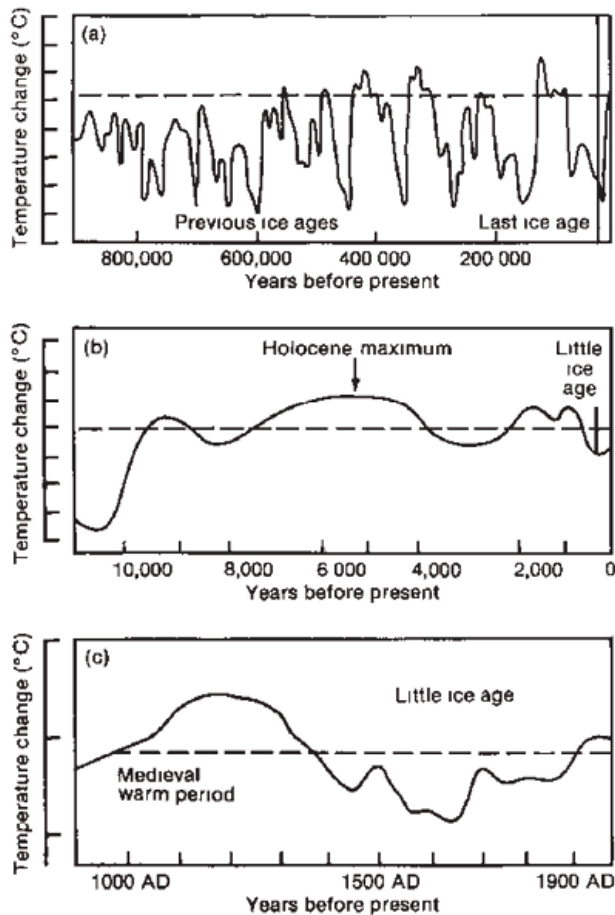 Temperature change (°C)
(a)
Previous ice ages
Last ice age
800,000 600,000 400 000 200 000
Years before present
Temperature change (°C)
(b)
Holocene maximum
Little
ice
age
10,000 8,000 6 000 4,000 2,000 0
Years before present
Temperature change (°C)
(c)
Little ice age
Medieval
warm period
1000 AD 1500 AD 1900 AD
Years before present